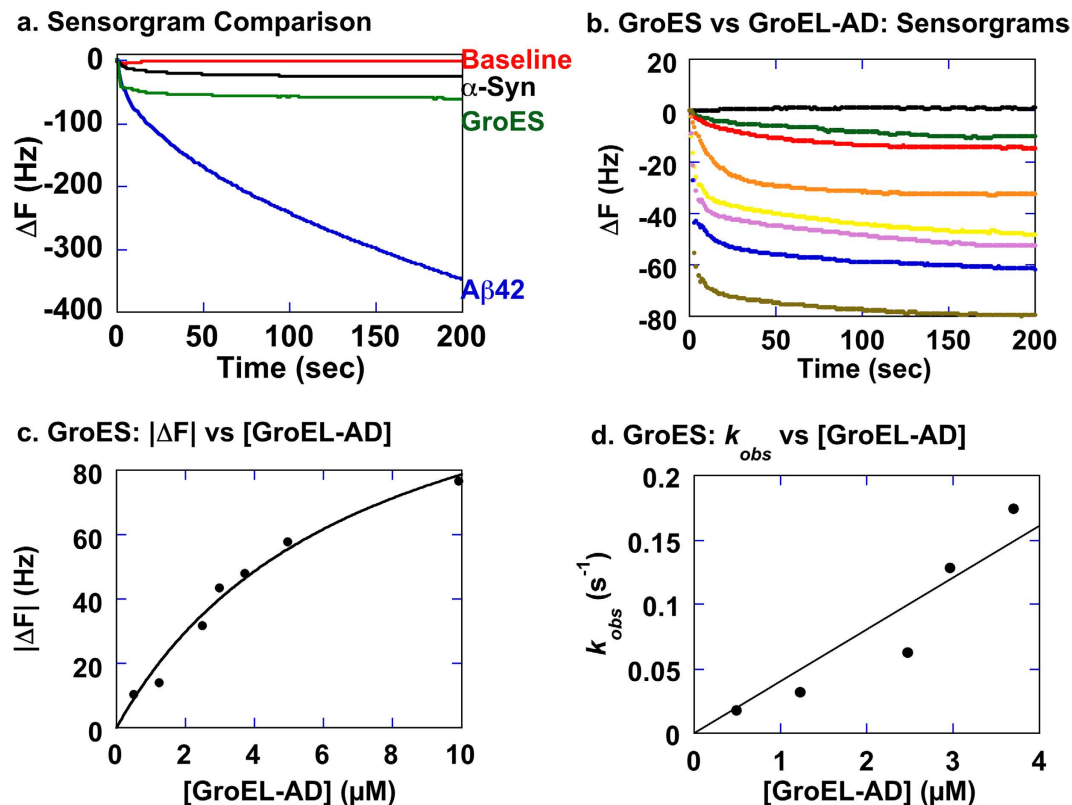 a. Sensorgram Comparison
0
-100
-200
-300
-400
ΔF (Hz)
0
50
100
150
200
Time (sec)
Baseline
α-Syn
GroES
Aβ42
b. GroES vs GroEL-AD: Sensorgrams
20
0
-20
-40
-60
-80
ΔF (Hz)
0
50
100
150
200
Time (sec)
c. GroES: |ΔF| vs [GroEL-AD]
80
60
40
20
0
|ΔF| (Hz)
0
2
4
6
8
10
[GroEL-AD] (µM)
d. GroES: k_obs vs [GroEL-AD]
0.2
0.15
0.1
0.05
0
k_obs (s⁻¹)
0
1
2
3
4
[GroEL-AD] (µM)